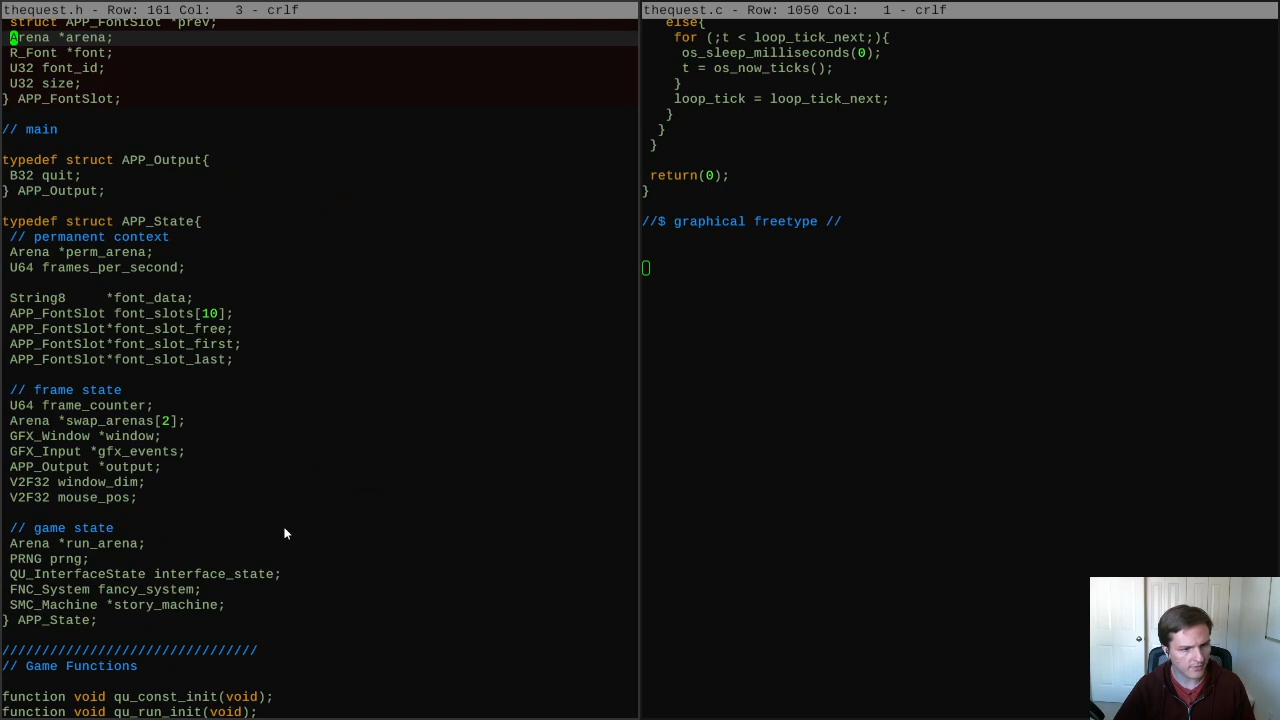 thequest.h - Row: 161 Col:   3 - crlf
 struct APP_FontSlot *prev;
 Arena *arena;
 R_Font *font;
 U32 font_id;
 U32 size;
} APP_FontSlot;
// main
typedef struct APP_Output{
 B32 quit;
} APP_Output;
typedef struct APP_State{
 // permanent context
 Arena *perm_arena;
 U64 frames_per_second;
 String8     *font_data;
 APP_FontSlot font_slots[10];
 APP_FontSlot*font_slot_free;
 APP_FontSlot*font_slot_first;
 APP_FontSlot*font_slot_last;
 // frame state
 U64 frame_counter;
 Arena *swap_arenas[2];
 GFX_Window *window;
 GFX_Input *gfx_events;
 APP_Output *output;
 V2F32 window_dim;
 V2F32 mouse_pos;
 // game state
 Arena *run_arena;
 PRNG prng;
 QU_InterfaceState interface_state;
 FNC_System fancy_system;
 SMC_Machine *story_machine;
} APP_State;
////////////////////////////////
// Game Functions
function void qu_const_init(void);
function void qu_run_init(void);
thequest.c - Row: 1050 Col:   1 - crlf
   else{
    for (;t < loop_tick_next;){
     os_sleep_milliseconds(0);
     t = os_now_ticks();
    }
    loop_tick = loop_tick_next;
   }
  }
 }
 return(0);
}
//$ graphical freetype //